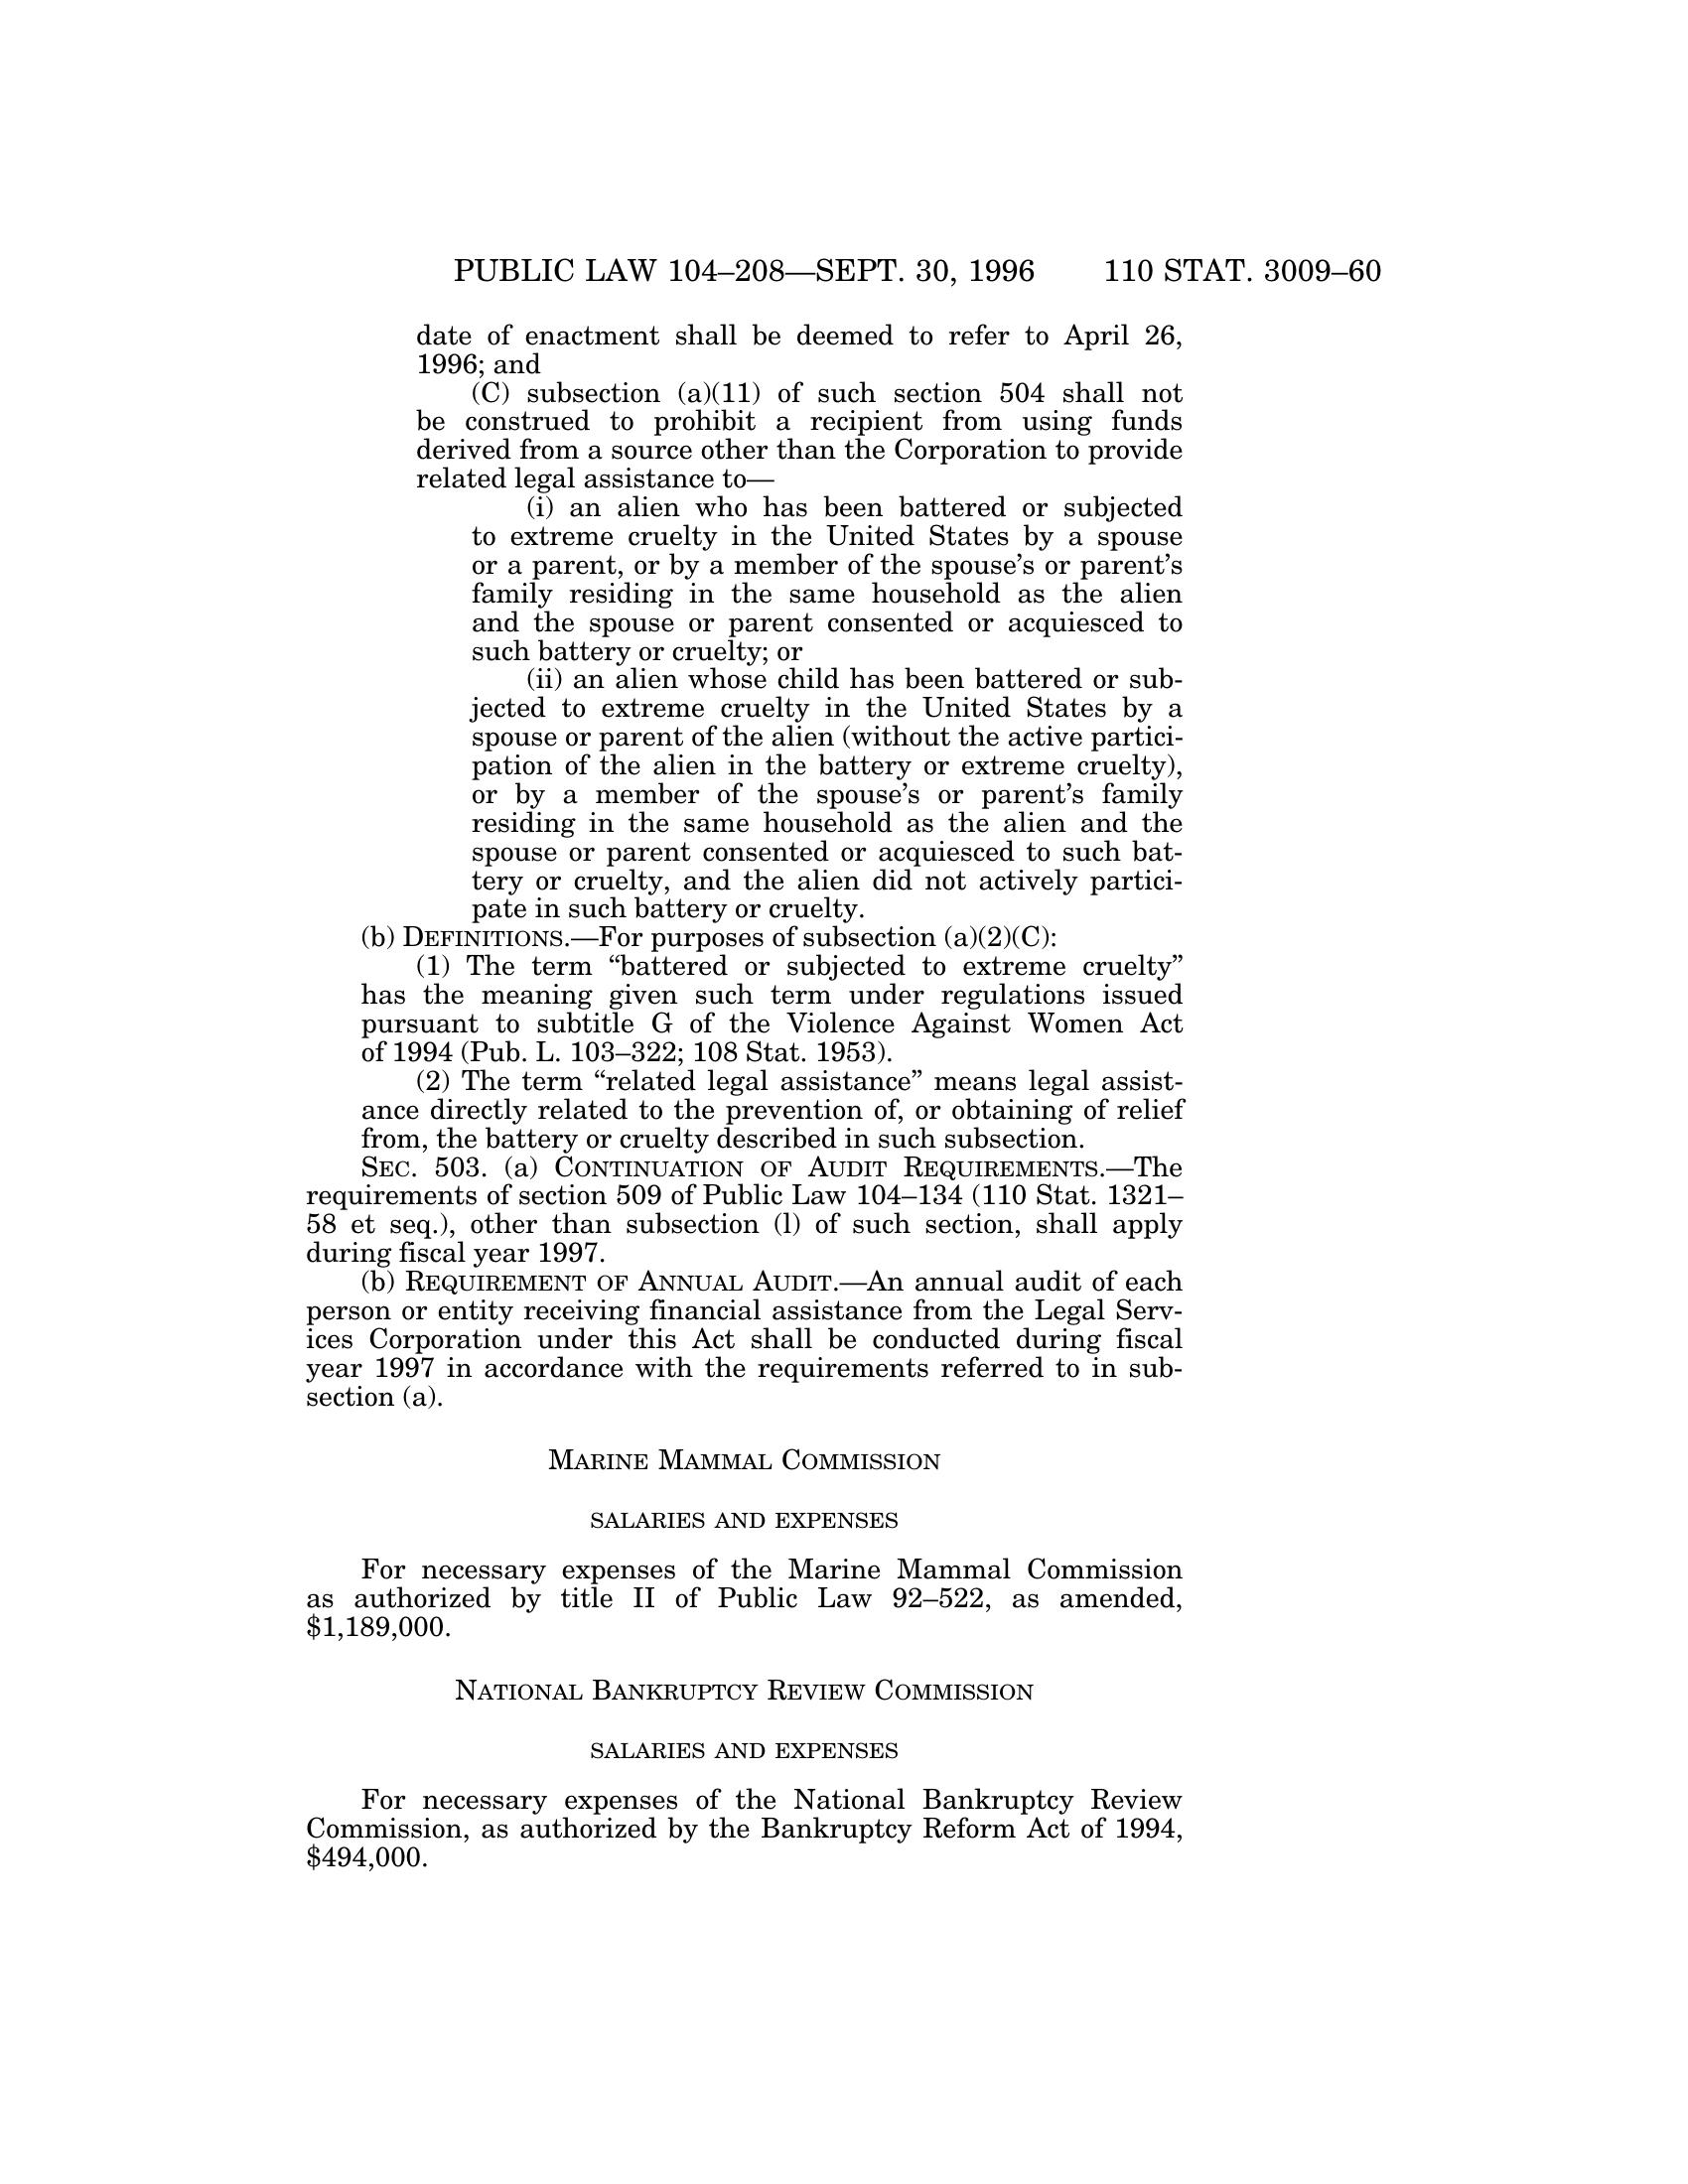 PUBLIC LAW 104–208—SEPT. 30, 1996 110 STAT. 3009–60
date of enactment shall be deemed to refer to April 26,
1996; and
(C) subsection (a)(11) of such section 504 shall not
be construed to prohibit a recipient from using funds
derived from a source other than the Corporation to provide
related legal assistance to—
(i) an alien who has been battered or subjected
to extreme cruelty in the United States by a spouse
or a parent, or by a member of the spouse’s or parent’s
family residing in the same household as the alien
and the spouse or parent consented or acquiesced to
such battery or cruelty; or
(ii) an alien whose child has been battered or sub-
jected to extreme cruelty in the United States by a
spouse or parent of the alien (without the active partici-
pation of the alien in the battery or extreme cruelty),
or by a member of the spouse’s or parent’s family
residing in the same household as the alien and the
spouse or parent consented or acquiesced to such bat-
tery or cruelty, and the alien did not actively partici-
pate in such battery or cruelty.
(b) DEFINITIONS.—For purposes of subsection (a)(2)(C):
(1) The term “battered or subjected to extreme cruelty”
has the meaning given such term under regulations issued
pursuant to subtitle G of the Violence Against Women Act
of 1994 (Pub. L. 103–322; 108 Stat. 1953).
(2) The term “related legal assistance” means legal assist-
ance directly related to the prevention of, or obtaining of relief
from, the battery or cruelty described in such subsection.
SEC. 503. (a) CONTINUATION OF AUDIT REQUIREMENTS.—The
requirements of section 509 of Public Law 104–134 (110 Stat. 1321–
58 et seq.), other than subsection (l) of such section, shall apply
during fiscal year 1997.
(b) REQUIREMENT OF ANNUAL AUDIT.—An annual audit of each
person or entity receiving financial assistance from the Legal Serv-
ices Corporation under this Act shall be conducted during fiscal
year 1997 in accordance with the requirements referred to in sub-
section (a).
MARINE MAMMAL COMMISSION
SALARIES AND EXPENSES
For necessary expenses of the Marine Mammal Commission
as authorized by title II of Public Law 92–522, as amended,
$1,189,000.
NATIONAL BANKRUPTCY REVIEW COMMISSION
SALARIES AND EXPENSES
For necessary expenses of the National Bankruptcy Review
Commission, as authorized by the Bankruptcy Reform Act of 1994,
$494,000.